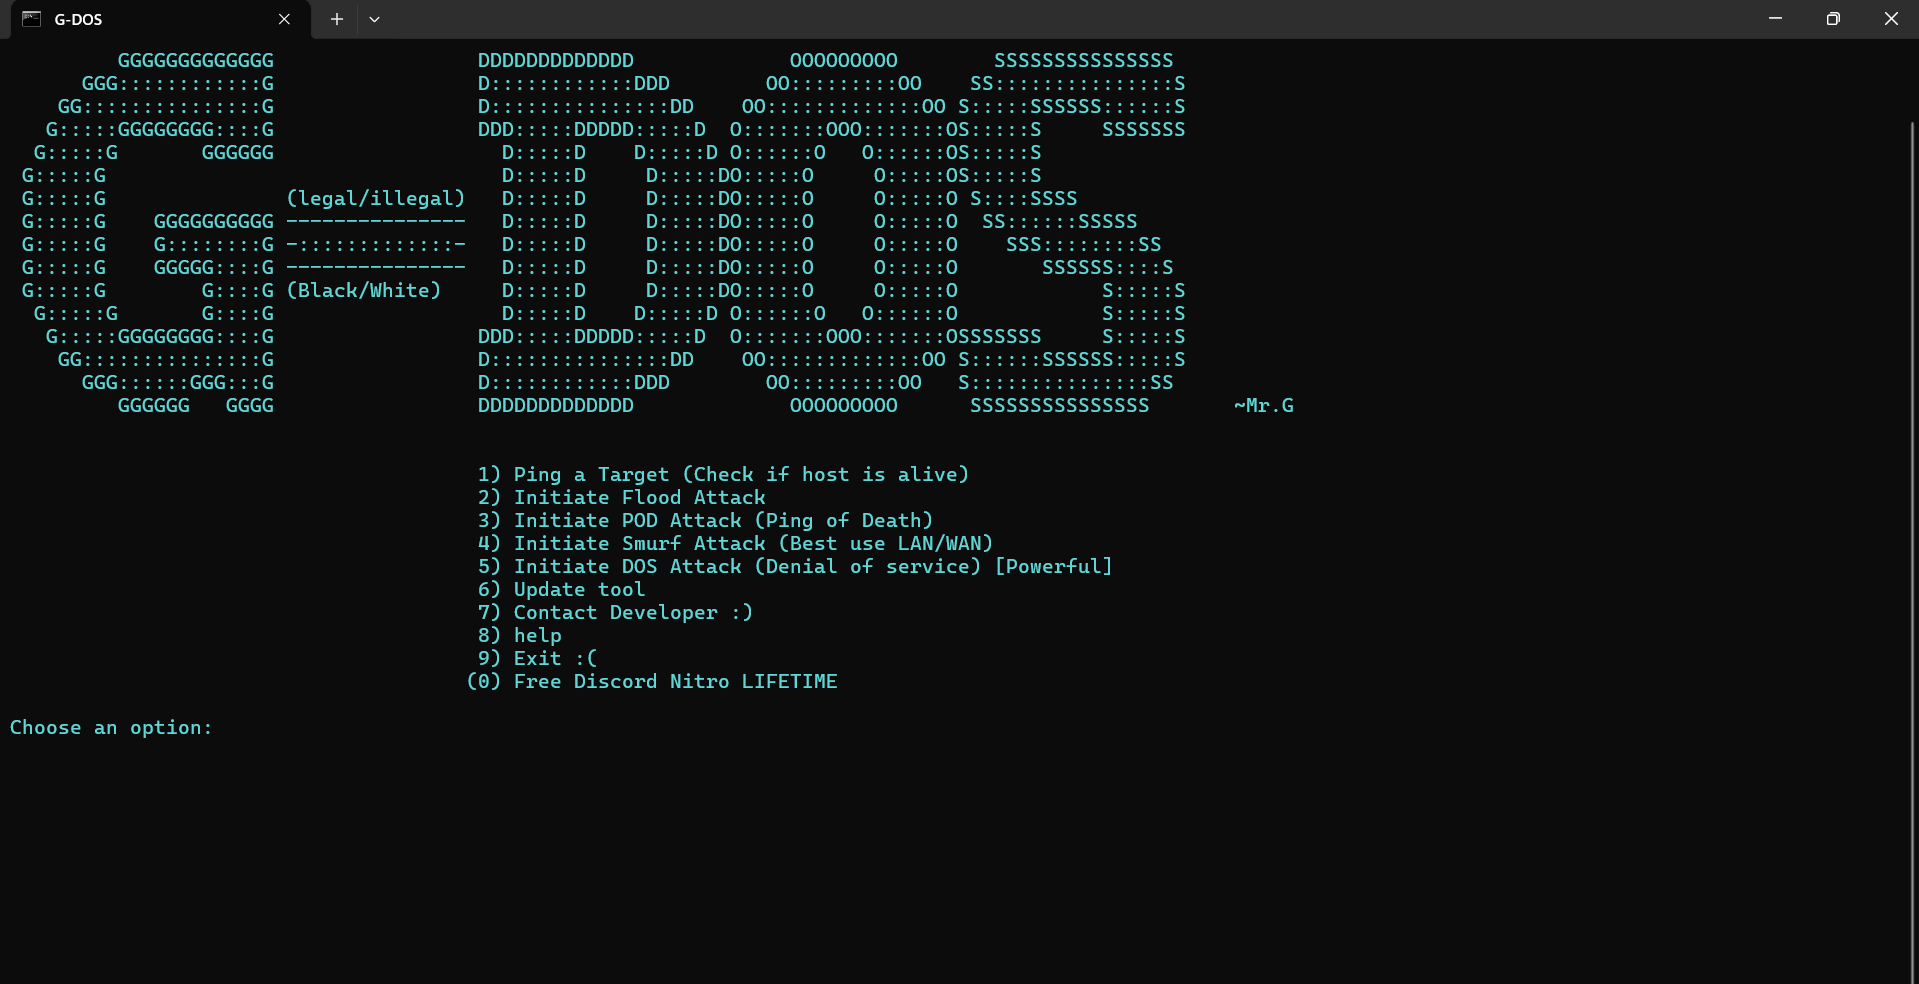 G-DOS
             GGGGGGGGGGGGG                 DDDDDDDDDDDDD             OOOOOOOOO        SSSSSSSSSSSSSSS
          GGG::::::::::::G                 D::::::::::::DDD        OO:::::::::OO    SS:::::::::::::::S
        GG:::::::::::::::G                 D:::::::::::::::DD    OO:::::::::::::OO S:::::SSSSSS::::::S
       G:::::GGGGGGGG::::G                 DDD:::::DDDDD:::::D  O:::::::OOO:::::::OS:::::S     SSSSSSS
      G:::::G       GGGGGG                   D:::::D    D:::::D O::::::O   O::::::OS:::::S
     G:::::G                                 D:::::D     D:::::DO:::::O     O:::::OS:::::S
     G:::::G               (legal/illegal)   D:::::D     D:::::DO:::::O     O:::::O S::::SSSS
     G:::::G    GGGGGGGGGG ---------------   D:::::D     D:::::DO:::::O     O:::::O  SS::::::SSSSS
     G:::::G    G::::::::G -:::::::::::::-   D:::::D     D:::::DO:::::O     O:::::O    SSS::::::::SS
     G:::::G    GGGGG::::G ---------------   D:::::D     D:::::DO:::::O     O:::::O       SSSSSS::::S
     G:::::G        G::::G (Black/White)     D:::::D     D:::::DO:::::O     O:::::O            S:::::S
      G:::::G       G::::G                   D:::::D    D:::::D O::::::O   O::::::O            S:::::S
       G:::::GGGGGGGG::::G                 DDD:::::DDDDD:::::D  O:::::::OOO:::::::OSSSSSSS     S:::::S
        GG:::::::::::::::G                 D:::::::::::::::DD    OO:::::::::::::OO S::::::SSSSSS:::::S
          GGG::::::GGG:::G                 D::::::::::::DDD        OO:::::::::OO   S:::::::::::::::SS
             GGGGGG   GGGG                 DDDDDDDDDDDDD             OOOOOOOOO      SSSSSSSSSSSSSSS       ~Mr.G
1) Ping a Target (Check if host is alive)
2) Initiate Flood Attack
3) Initiate POD Attack (Ping of Death)
4) Initiate Smurf Attack (Best use LAN/WAN)
5) Initiate DOS Attack (Denial of service) [Powerful]
6) Update tool
7) Contact Developer :)
8) help
9) Exit :(
(0) Free Discord Nitro LIFETIME
Choose an option: